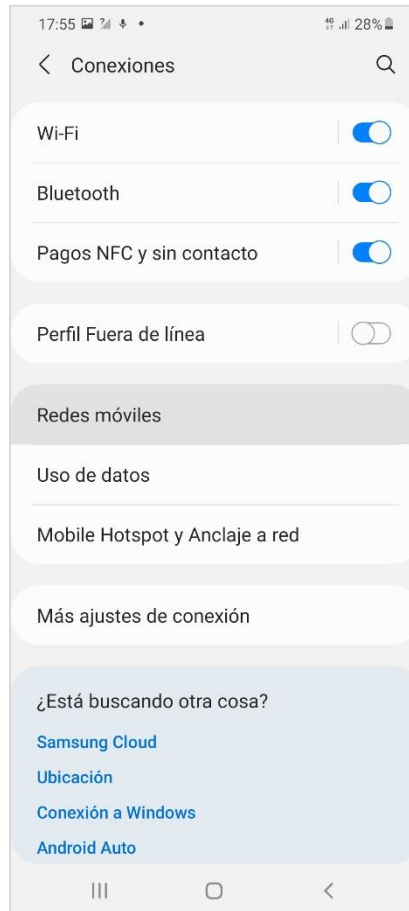 17:55 4G 28%
Conexiones
Wi-Fi
Bluetooth
Pagos NFC y sin contacto
Perfil Fuera de línea
Redes móviles
Uso de datos
Mobile Hotspot y Anclaje a red
Más ajustes de conexión
¿Está buscando otra cosa?
Samsung Cloud
Ubicación
Conexión a Windows
Android Auto